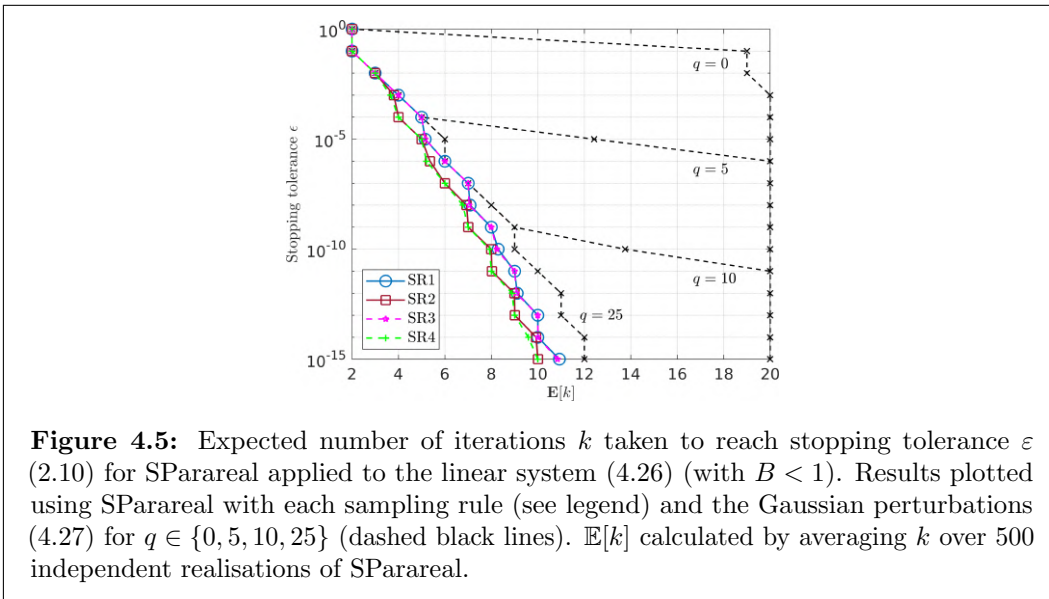 10^0
10^-5
10^-10
10^-15
Stopping tolerance ϵ
q = 0
q = 5
q = 10
q = 25
SR1
SR2
SR3
SR4
2 4 6 8 10 12 14 16 18 20
E[k]
Figure 4.5: Expected number of iterations k taken to reach stopping tolerance ε
(2.10) for SParareal applied to the linear system (4.26) (with B < 1). Results plotted
using SParareal with each sampling rule (see legend) and the Gaussian perturbations
(4.27) for q ∈ {0, 5, 10, 25} (dashed black lines). 𝔼[k] calculated by averaging k over 500
independent realisations of SParareal.